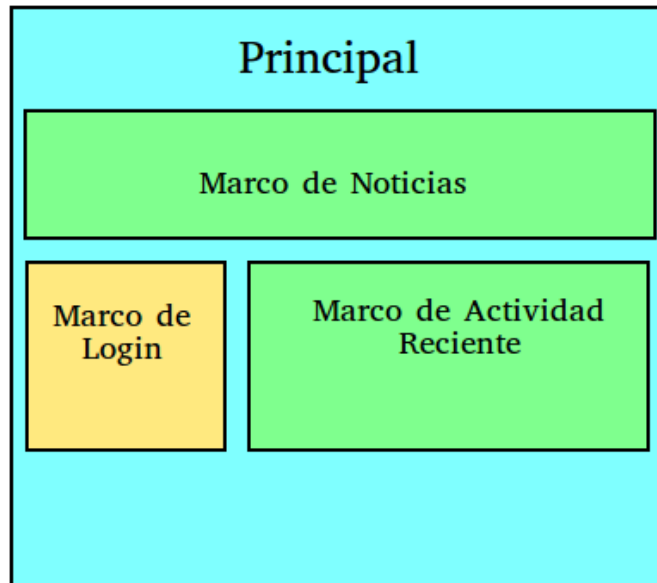 Principal
Marco de Noticias
Marco de
Login
Marco de Actividad
Reciente